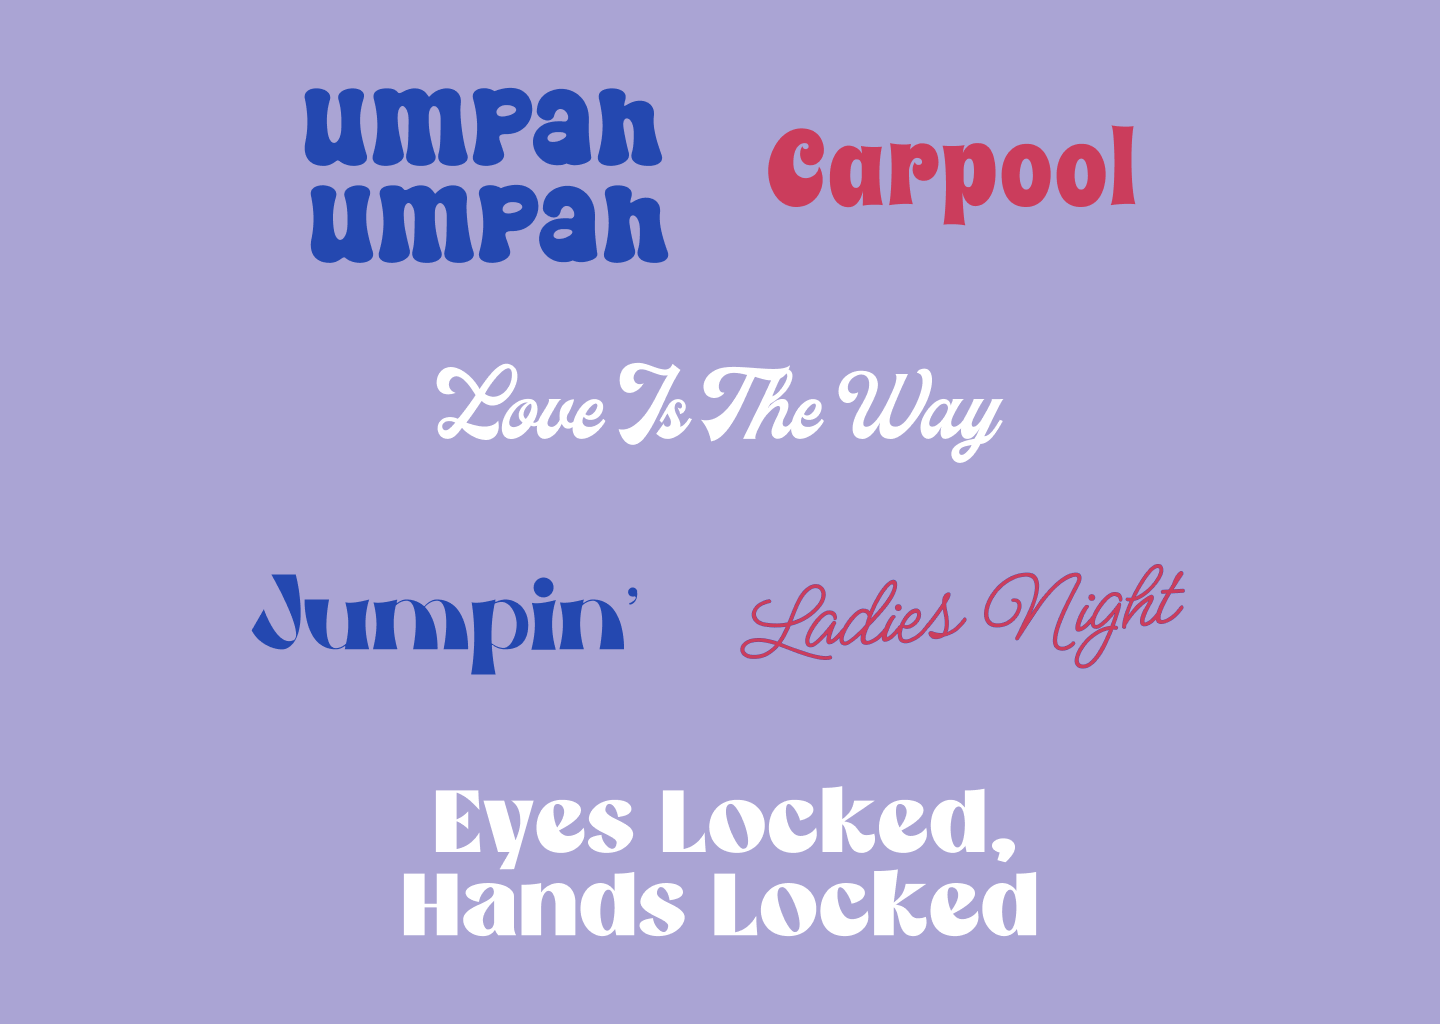 umpah
umpah
Carpool
Love Is The Way
Jumpin’
Ladies Night
Eyes Locked,
Hands Locked